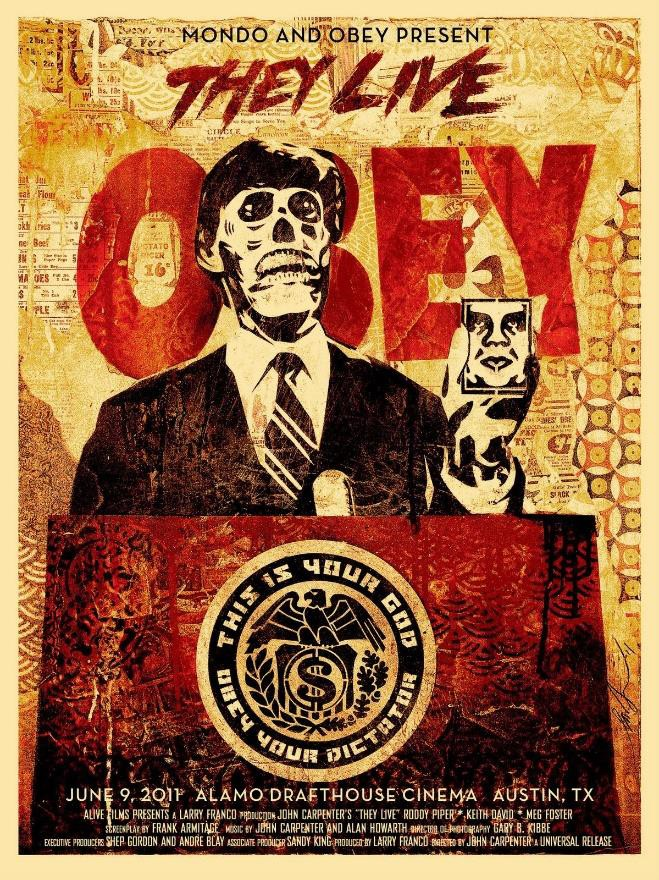 MONDO AND OBEY PRESENT
THEY LIVE
OBEY
POTATO
16¢
THIS IS YOUR GOD
$
OBEY YOUR DICTATOR
JUNE 9, 2011 ALAMO DRAFTHOUSE CINEMA AUSTIN, TX
ALIVE FILMS PRESENTS A LARRY FRANCO PRODUCTION JOHN CARPENTER'S "THEY LIVE" RODDY PIPER * KEITH DAVID * MEG FOSTER
SCREENPLAY BY FRANK ARMITAGE MUSIC BY JOHN CARPENTER AND ALAN HOWARTH DIRECTOR OF PHOTOGRAPHY GARY B. KIBBE
EXECUTIVE PRODUCERS SHEP GORDON AND ANDRE BLAY ASSOCIATE PRODUCER SANDY KING PRODUCED BY LARRY FRANCO DIRECTED BY JOHN CARPENTER A UNIVERSAL RELEASE